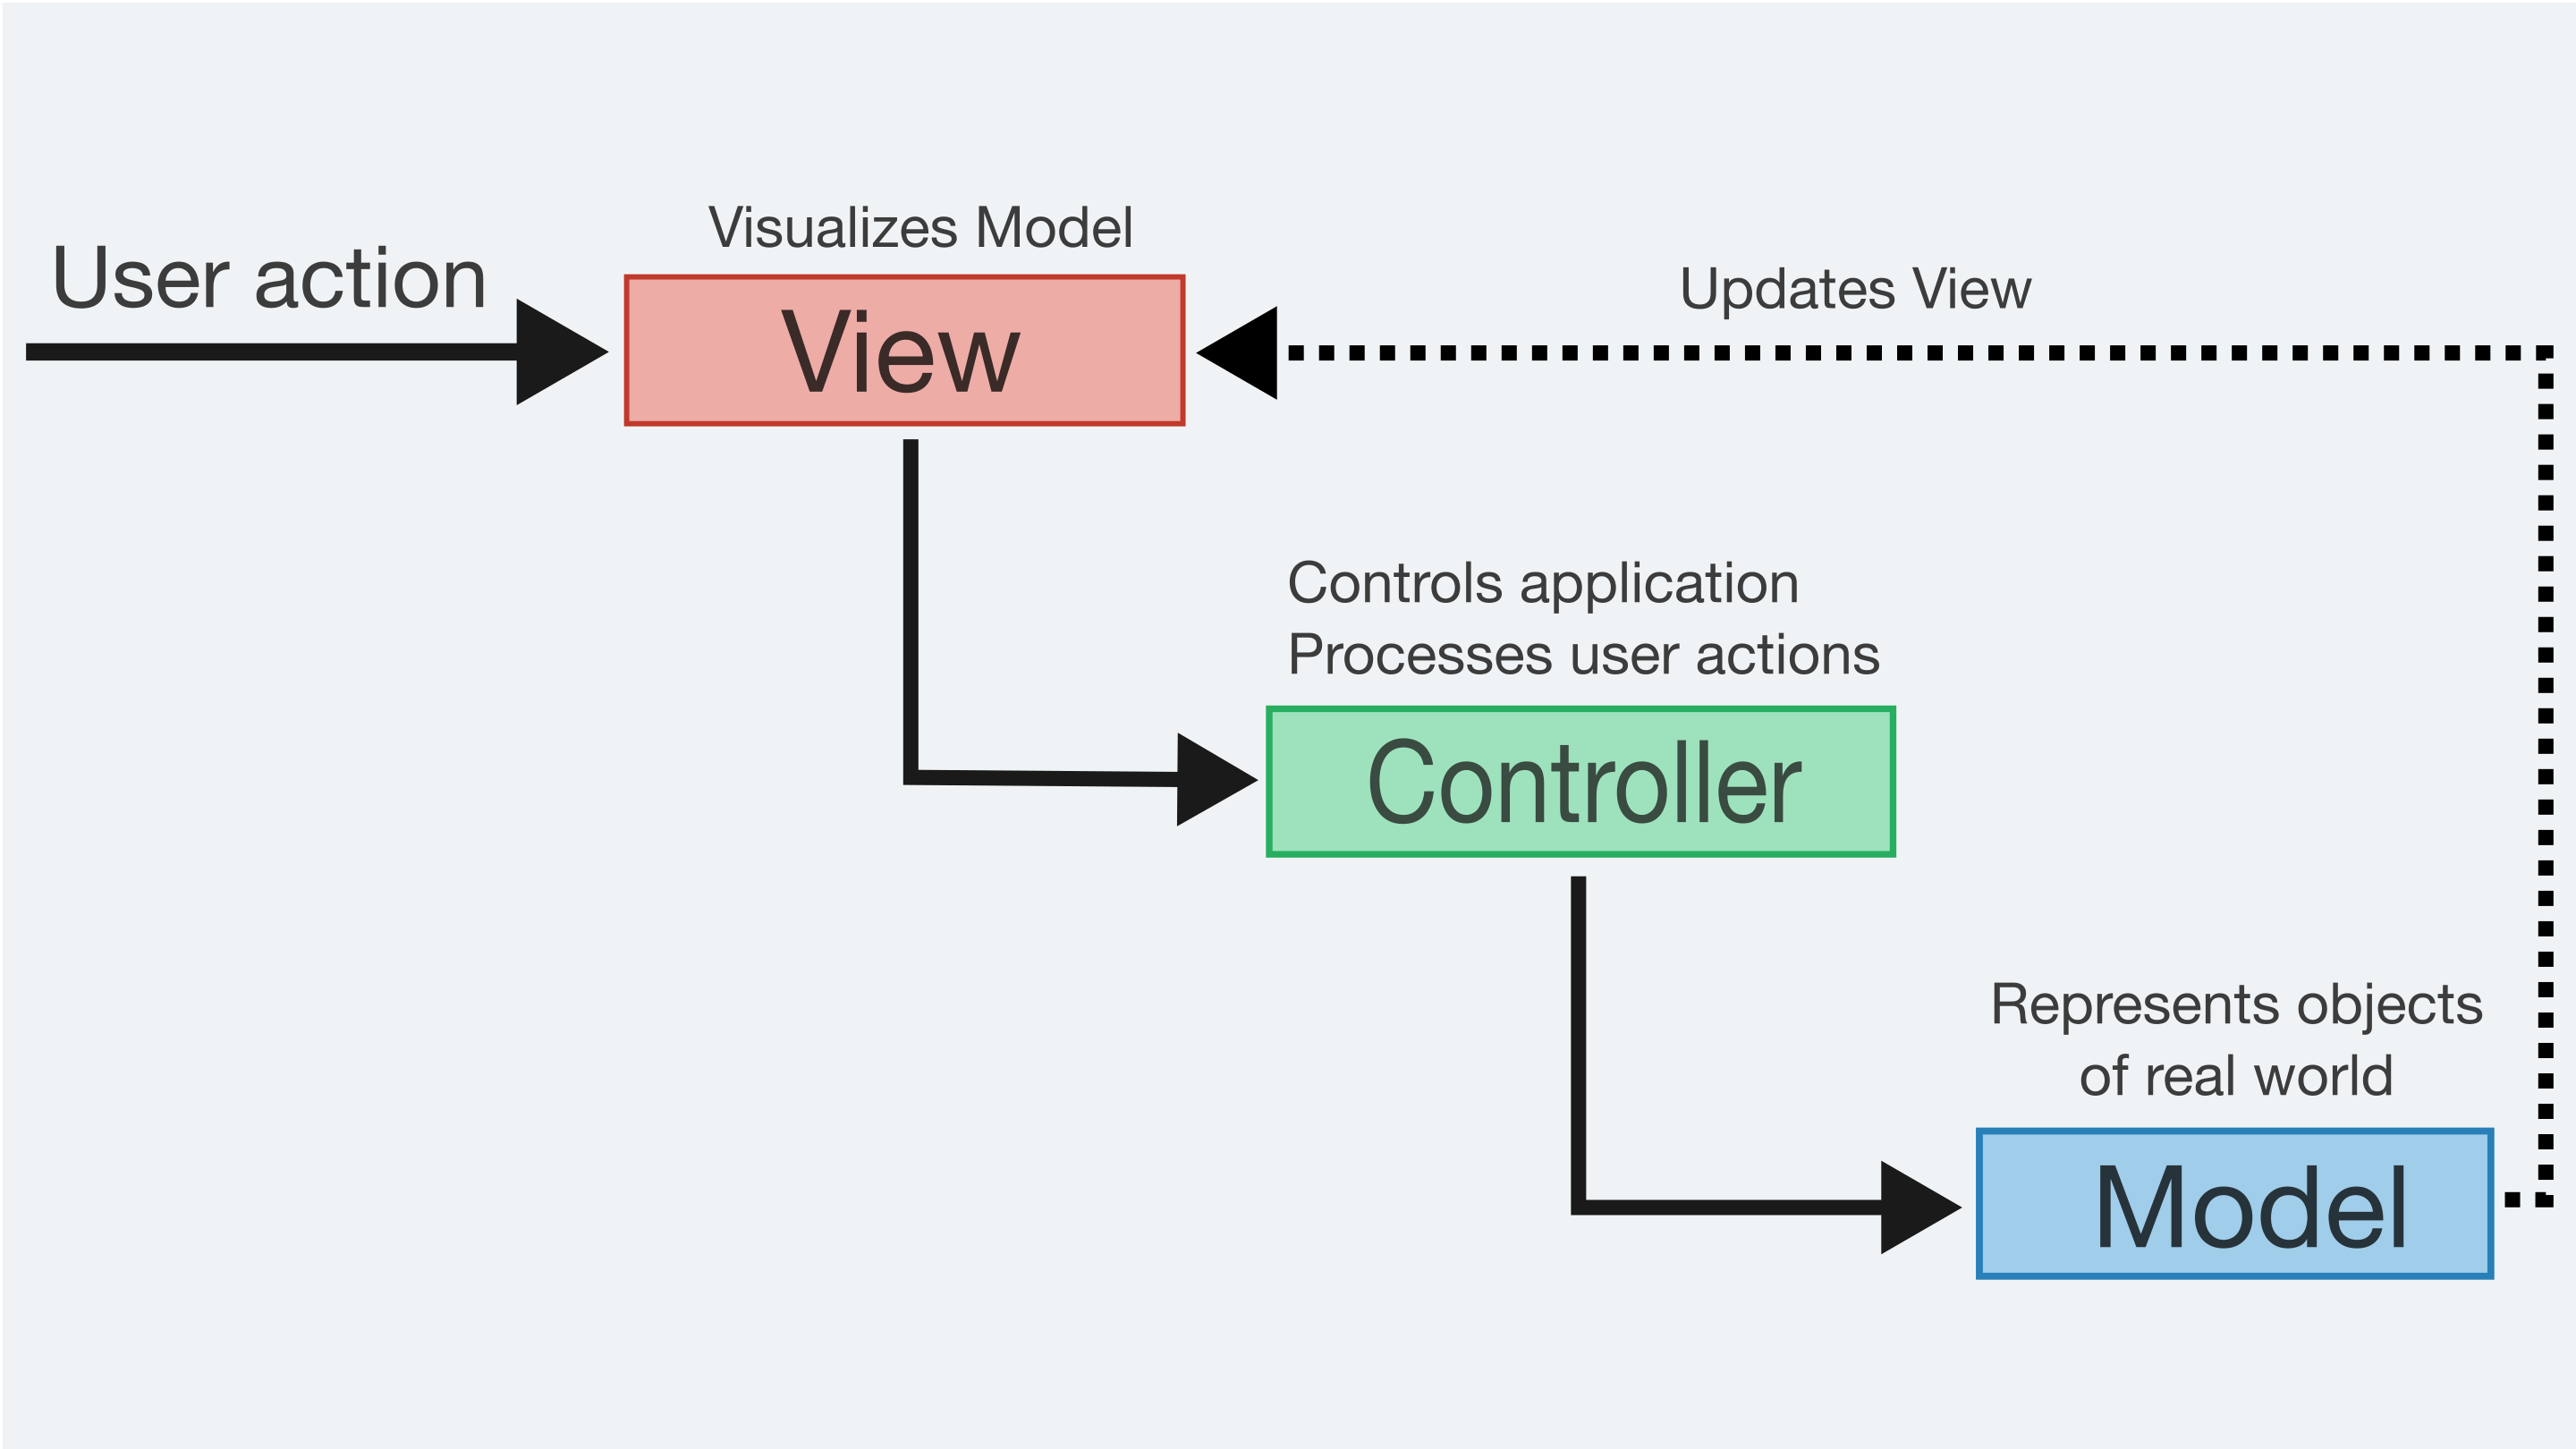 Visualizes Model
User action
View
Updates View
Controls application
Processes user actions
Controller
Represents objects
of real world
Model